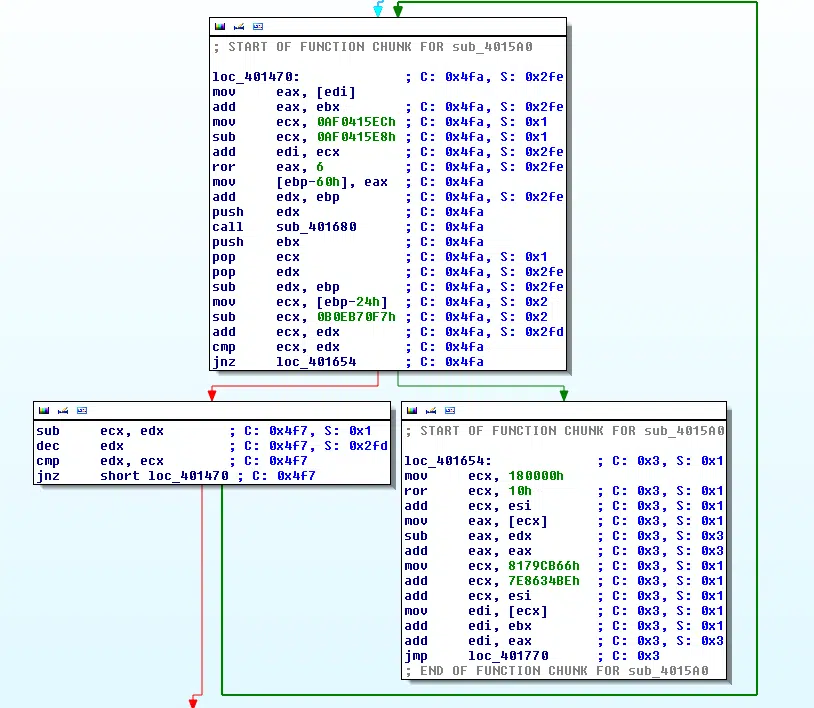 ; START OF FUNCTION CHUNK FOR sub_4015A0
loc_401470: ; C: 0x4fa, S: 0x2fe
mov eax, [edi]
add eax, ebx ; C: 0x4fa, S: 0x2fe
mov ecx, 0AF0415ECh ; C: 0x4fa, S: 0x1
sub ecx, 0AF0415E8h ; C: 0x4fa, S: 0x1
add edi, ecx ; C: 0x4fa, S: 0x2fe
ror eax, 6 ; C: 0x4fa, S: 0x2fe
mov [ebp-60h], eax ; C: 0x4fa
add edx, ebp ; C: 0x4fa, S: 0x2fe
push edx ; C: 0x4fa
call sub_401680 ; C: 0x4fa
push ebx ; C: 0x4fa
pop ecx ; C: 0x4fa, S: 0x1
pop edx ; C: 0x4fa, S: 0x2fe
sub edx, ebp ; C: 0x4fa, S: 0x2fe
mov ecx, [ebp-24h] ; C: 0x4fa, S: 0x2
sub ecx, 0B0EB70F7h ; C: 0x4fa, S: 0x2
add ecx, edx ; C: 0x4fa, S: 0x2fd
cmp ecx, edx ; C: 0x4fa
jnz loc_401654 ; C: 0x4fa
sub ecx, edx ; C: 0x4f7, S: 0x1
dec edx ; C: 0x4f7, S: 0x2fd
cmp edx, ecx ; C: 0x4f7
jnz short loc_401470 ; C: 0x4f7
; START OF FUNCTION CHUNK FOR sub_4015A0
loc_401654: ; C: 0x3, S: 0x1
mov ecx, 180000h
ror ecx, 10h ; C: 0x3, S: 0x1
add ecx, esi ; C: 0x3, S: 0x1
mov eax, [ecx] ; C: 0x3, S: 0x1
sub eax, edx ; C: 0x3, S: 0x3
add eax, eax ; C: 0x3, S: 0x3
mov ecx, 8179CB66h ; C: 0x3, S: 0x1
add ecx, 7E8634BEh ; C: 0x3, S: 0x1
add ecx, esi ; C: 0x3, S: 0x1
mov edi, [ecx] ; C: 0x3, S: 0x1
add edi, ebx ; C: 0x3, S: 0x1
add edi, eax ; C: 0x3, S: 0x3
jmp loc_401770 ; C: 0x3
; END OF FUNCTION CHUNK FOR sub_4015A0